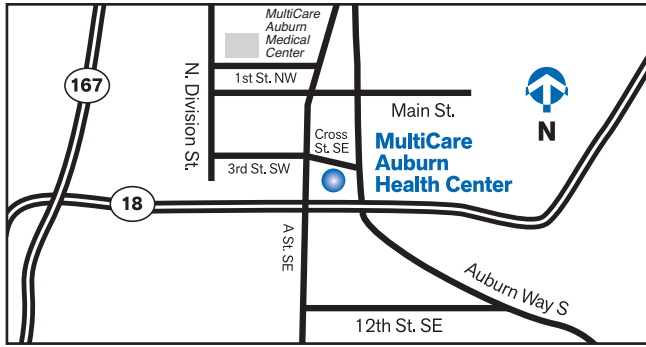 MultiCare
Auburn
Medical
Center
167
N. Division St.
1st St. NW
Main St.
N
Cross
St. SE
3rd St. SW
MultiCare
Auburn
Health Center
18
A St. SE
Auburn Way S
12th St. SE